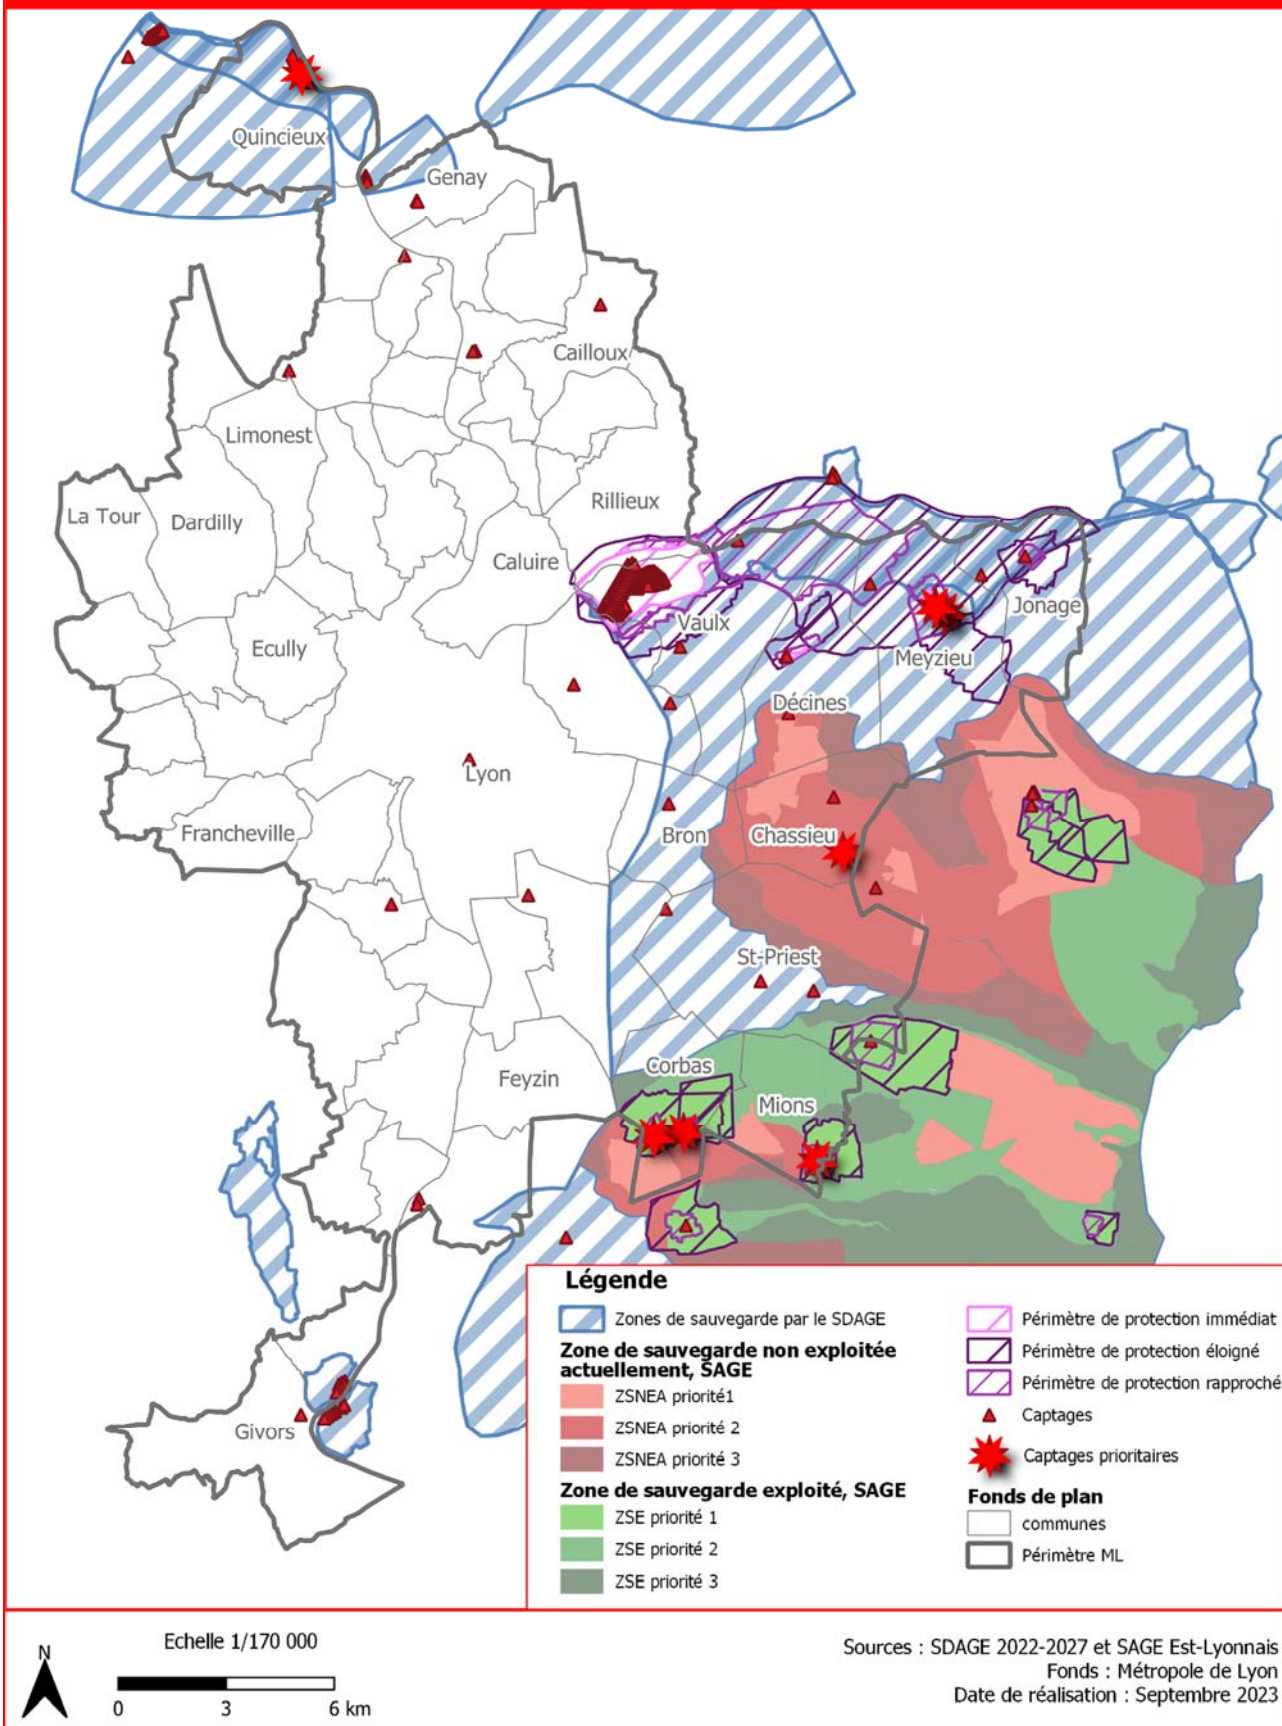 Quincieux
Genay
Cailloux
Limonest
La Tour
Dardilly
Rillieux
Caluire
Vaulx
Jonage
Ecully
Meyzieu
Décines
Lyon
Francheville
Bron
Chassieu
St-Priest
Corbas
Feyzin
Mions
Givors
Légende
Zones de sauvegarde par le SDAGE
Zone de sauvegarde non exploitée
actuellement, SAGE
ZSNEA priorité1
ZSNEA priorité 2
ZSNEA priorité 3
Zone de sauvegarde exploité, SAGE
ZSE priorité 1
ZSE priorité 2
ZSE priorité 3
Périmètre de protection immédiat
Périmètre de protection éloigné
Périmètre de protection rapproché
Captages
Captages prioritaires
Fonds de plan
communes
Périmètre ML
N
Echelle 1/170 000
0 3 6 km
Sources : SDAGE 2022-2027 et SAGE Est-Lyonnais
Fonds : Métropole de Lyon
Date de réalisation : Septembre 2023